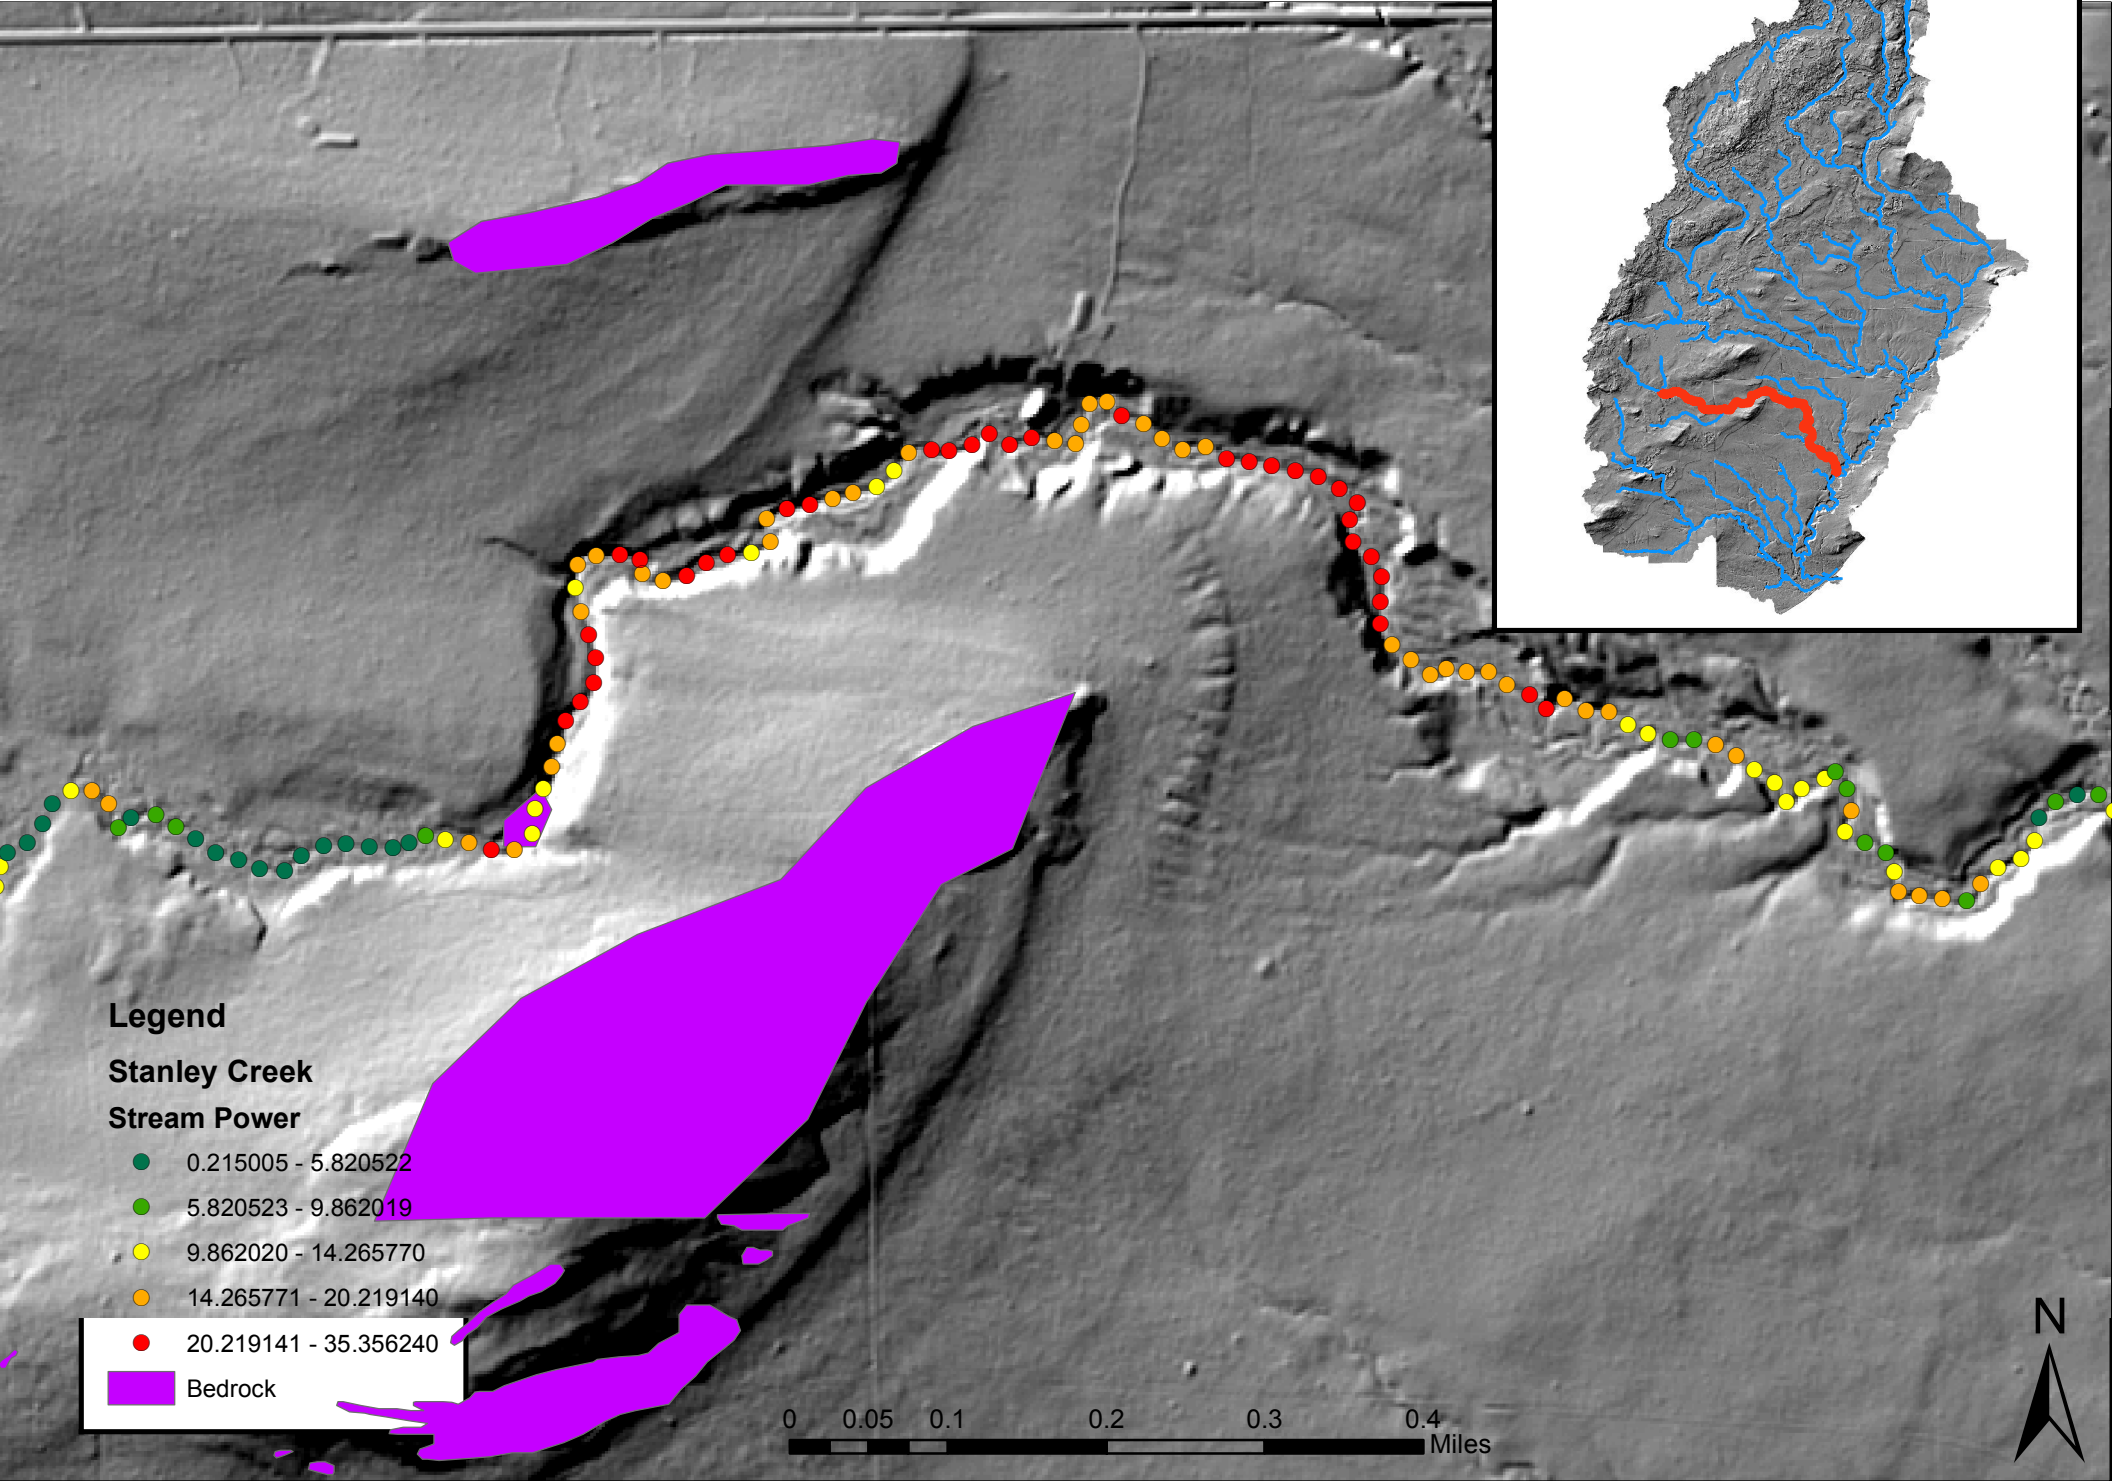 Legend
Stanley Creek
Stream Power
0.215005 - 5.820522
5.820523 - 9.862019
9.862020 - 14.265770
14.265771 - 20.219140
20.219141 - 35.356240
Bedrock
0 0.05 0.1 0.2 0.3 0.4
Miles
N